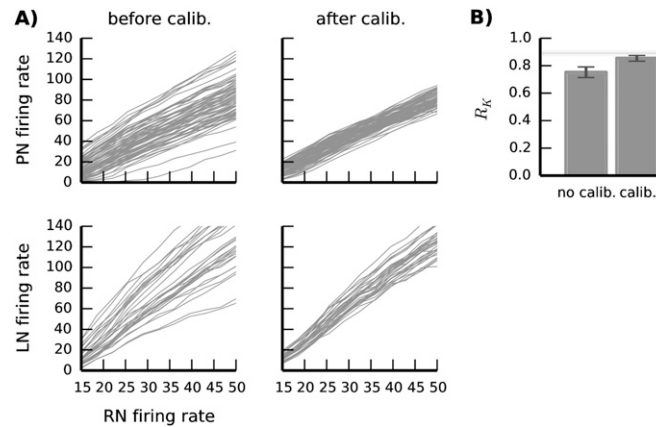 A)
before calib.
after calib.
PN firing rate
140
120
100
80
60
40
20
0
LN firing rate
140
120
100
80
60
40
20
0
15 20 25 30 35 40 45 50
15 20 25 30 35 40 45 50
RN firing rate
B)
R_K
1.0
0.8
0.6
0.4
0.2
0.0
no calib. calib.